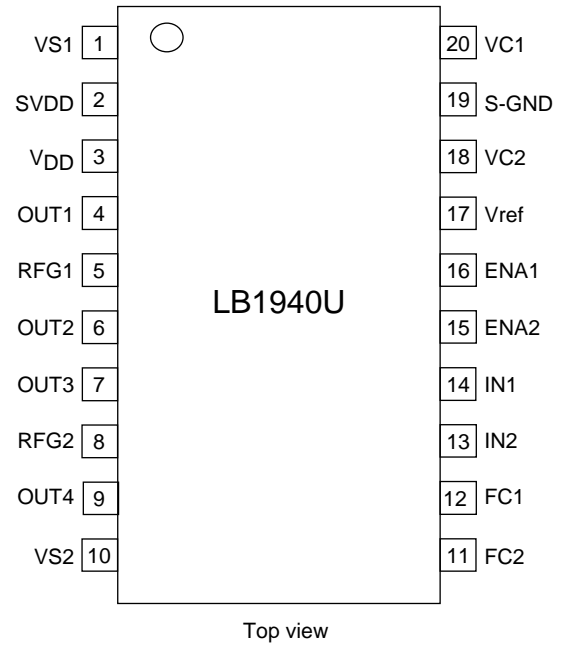 VS1 1 20 VC1
SVDD 2 19 S-GND
VDD 3 18 VC2
OUT1 4 17 Vref
RFG1 5 16 ENA1
LB1940U
OUT2 6 15 ENA2
OUT3 7 14 IN1
RFG2 8 13 IN2
OUT4 9 12 FC1
VS2 10 11 FC2
Top view